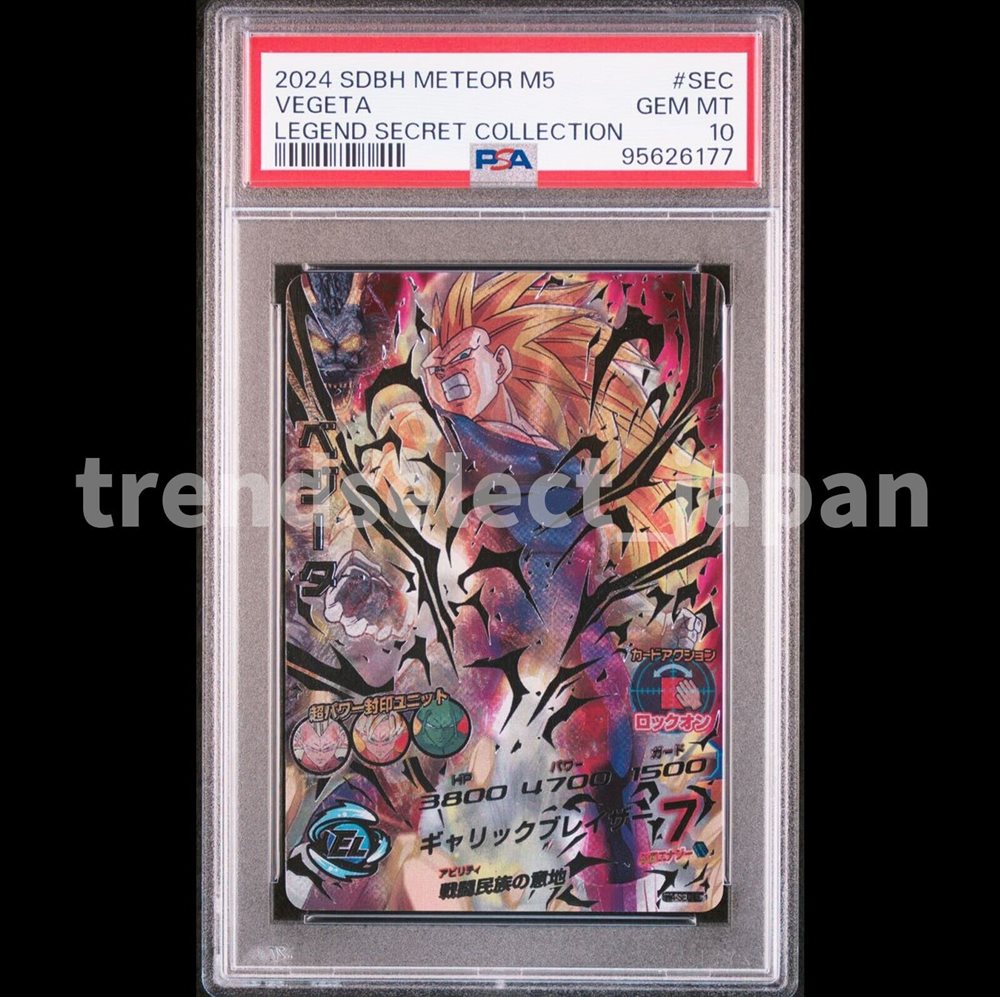 2024 SDBH METEOR M5 #SEC
VEGETA GEM MT
LEGEND SECRET COLLECTION 10
PSA 95626177
ベジータ
trendselect_japan
カードアクション
ロックオン
超パワー封印ユニット
HP パワー ガード
3800 4700 1500
ギャリックブレイザー 7
EL
アビリティ
戦闘民族の意地